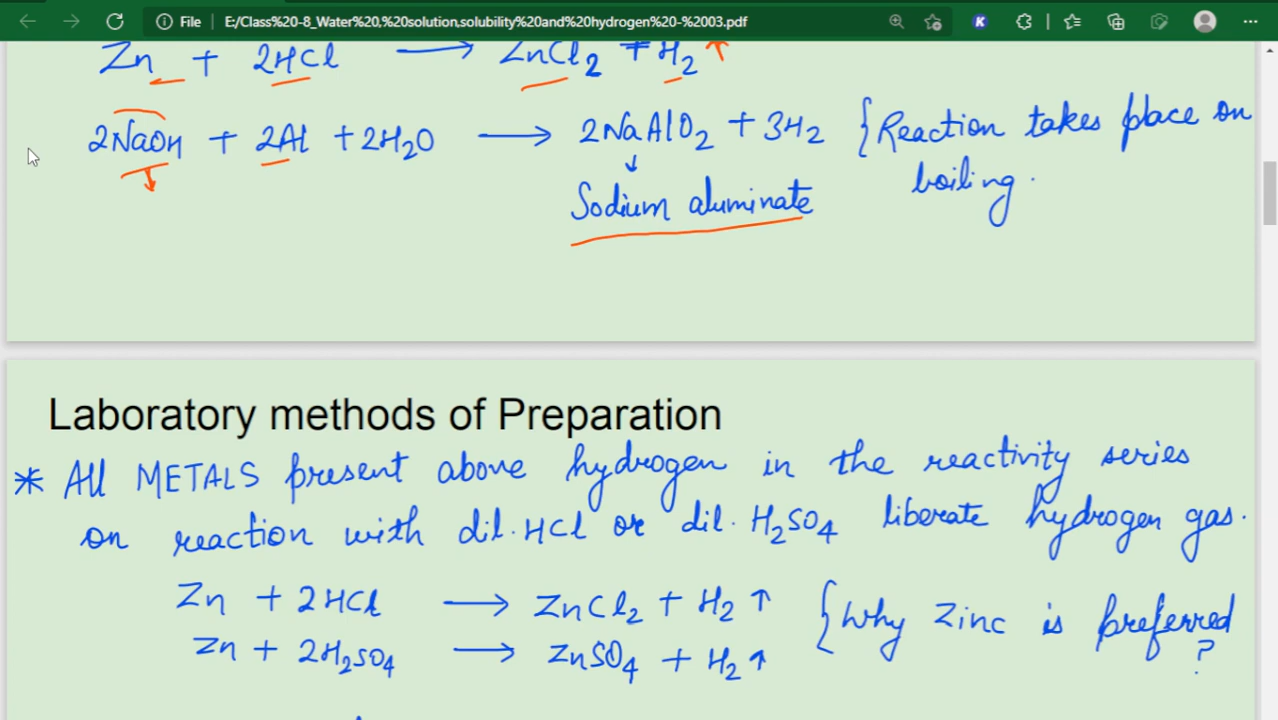 File E:/Class%20-8_Water%20,%20solution,solubility%20and%20hydrogen%20-%2003.pdf
Zn + 2HCl ⟶ ZnCl2 + H2↑
2NaOH + 2Al + 2H2O ⟶ 2NaAlO2 + 3H2 {Reaction takes place on
boiling.
↓
Sodium aluminate
Laboratory methods of Preparation
* All METALS present above hydrogen in the reactivity series
on reaction with dil. HCl or dil. H2SO4 liberate hydrogen gas.
Zn + 2HCl ⟶ ZnCl2 + H2↑ {Why Zinc is preferred
?
Zn + 2H2SO4 ⟶ ZnSO4 + H2↑